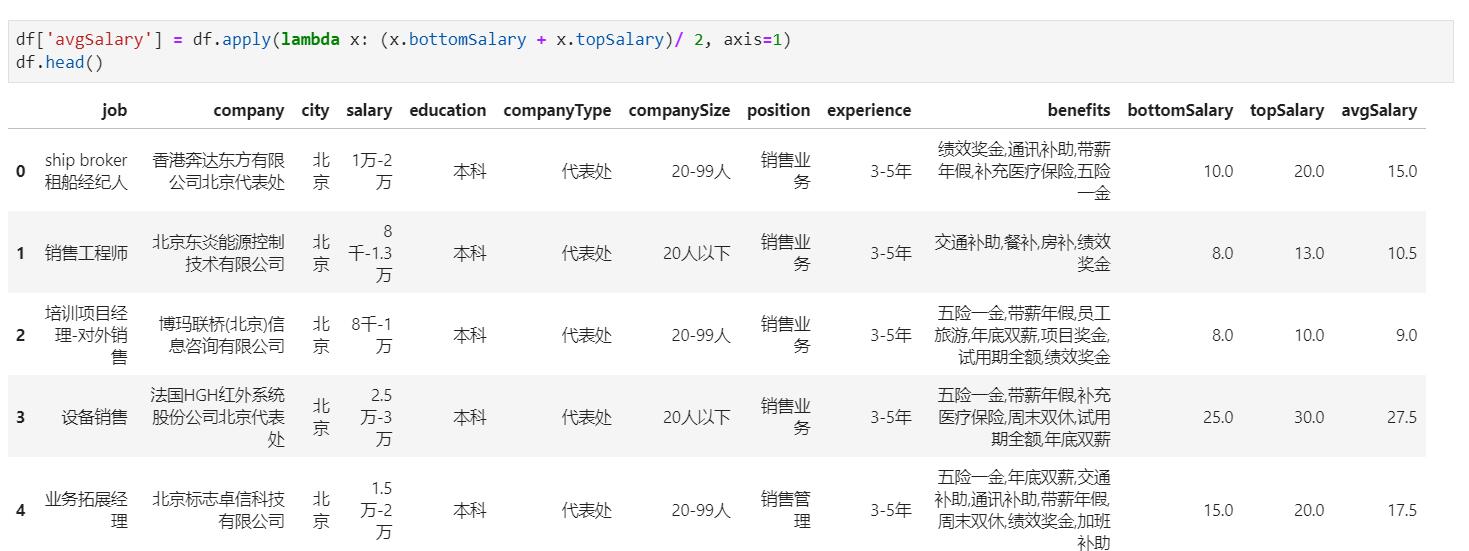 df['avgSalary'] = df.apply(lambda x: (x.bottomSalary + x.topSalary)/ 2, axis=1)
df.head()
job company city salary education companyType companySize position experience benefits bottomSalary topSalary avgSalary
0 ship broker租船经纪人 香港奔达东方有限公司北京代表处 北京 1万-2万 本科 代表处 20-99人 销售业务 3-5年 绩效奖金,通讯补助,带薪年假,补充医疗保险,五险一金 10.0 20.0 15.0
1 销售工程师 北京东炎能源控制技术有限公司 北京 8千-1.3万 本科 代表处 20人以下 销售业务 3-5年 交通补助,餐补,房补,绩效奖金 8.0 13.0 10.5
2 培训项目经理-对外销售 博玛联桥(北京)信息咨询有限公司 北京 8千-1万 本科 代表处 20-99人 销售业务 3-5年 五险一金,带薪年假,员工旅游,年底双薪,项目奖金,试用期全额,绩效奖金 8.0 10.0 9.0
3 设备销售 法国HGH红外系统股份公司北京代表处 北京 2.5万-3万 本科 代表处 20人以下 销售业务 3-5年 五险一金,带薪年假,补充医疗保险,周末双休,试用期全额,年底双薪 25.0 30.0 27.5
4 业务拓展经理 北京标志卓信科技有限公司 北京 1.5万-2万 本科 代表处 20-99人 销售管理 3-5年 五险一金,年底双薪,交通补助,通讯补助,带薪年假,周末双休,绩效奖金,加班补助 15.0 20.0 17.5